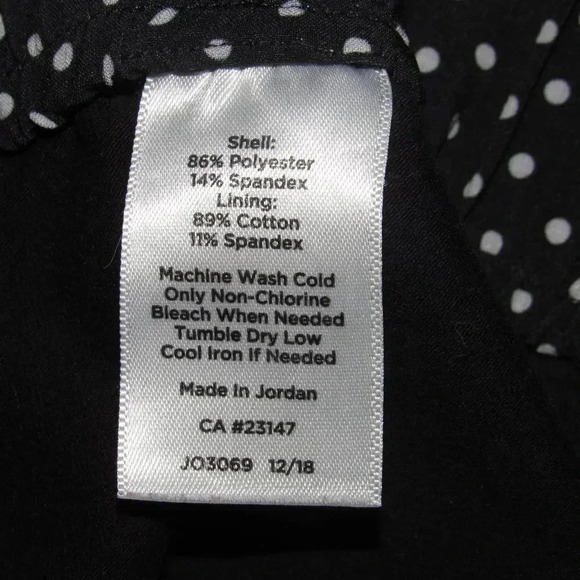 Shell:
86% Polyester
14% Spandex
Lining:
89% Cotton
11% Spandex
Machine Wash Cold
Only Non-Chlorine
Bleach When Needed
Tumble Dry Low
Cool Iron If Needed
Made In Jordan
CA #23147
JO3069 12/18